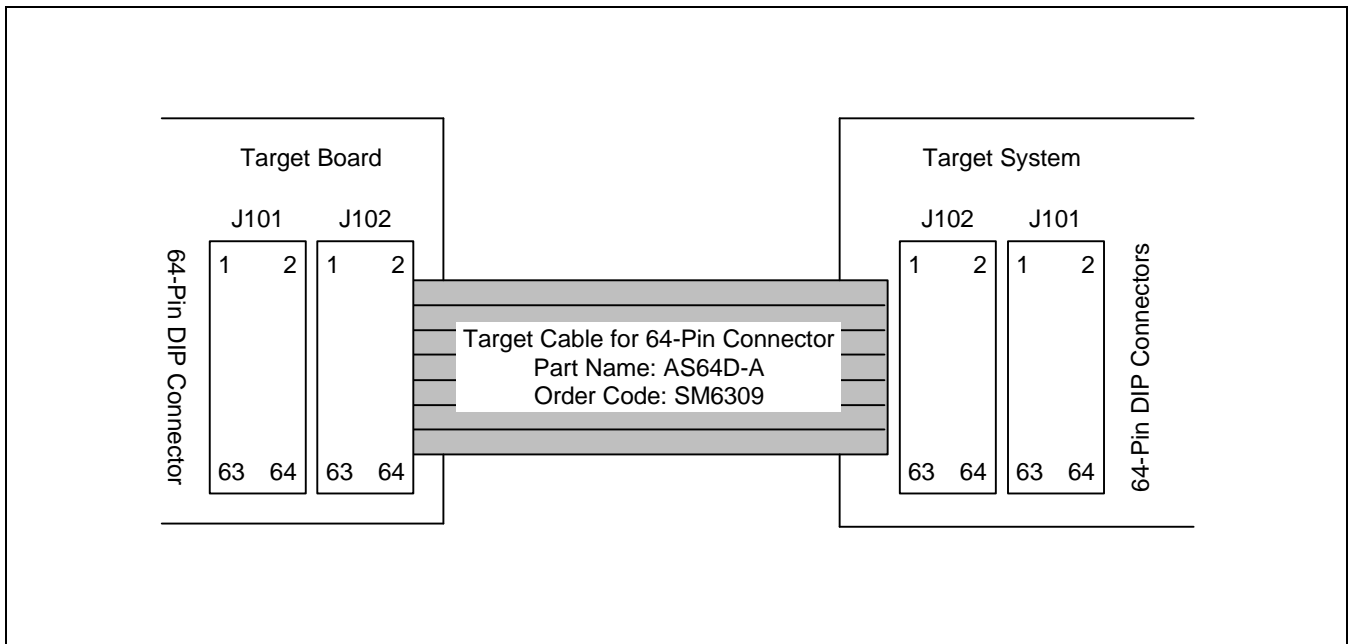 Target Board
J101 J102
1 2 1 2
63 64 63 64
64-Pin DIP Connector
Target Cable for 64-Pin Connector
Part Name: AS64D-A
Order Code: SM6309
Target System
J102 J101
1 2 1 2
63 64 63 64
64-Pin DIP Connectors